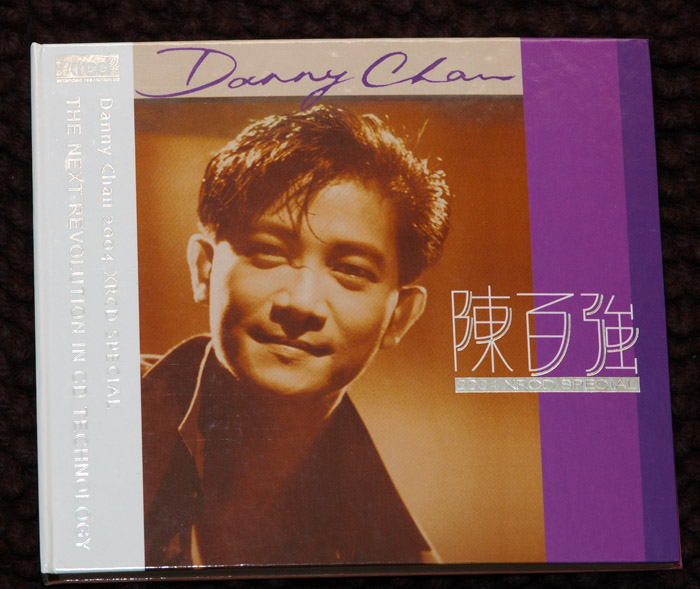 Danny Chan
陳百強
2004 XRCD SPECIAL
Danny Chan 2004 XRCD SPECIAL
THE NEXT REVOLUTION IN CD TECHNOLOGY